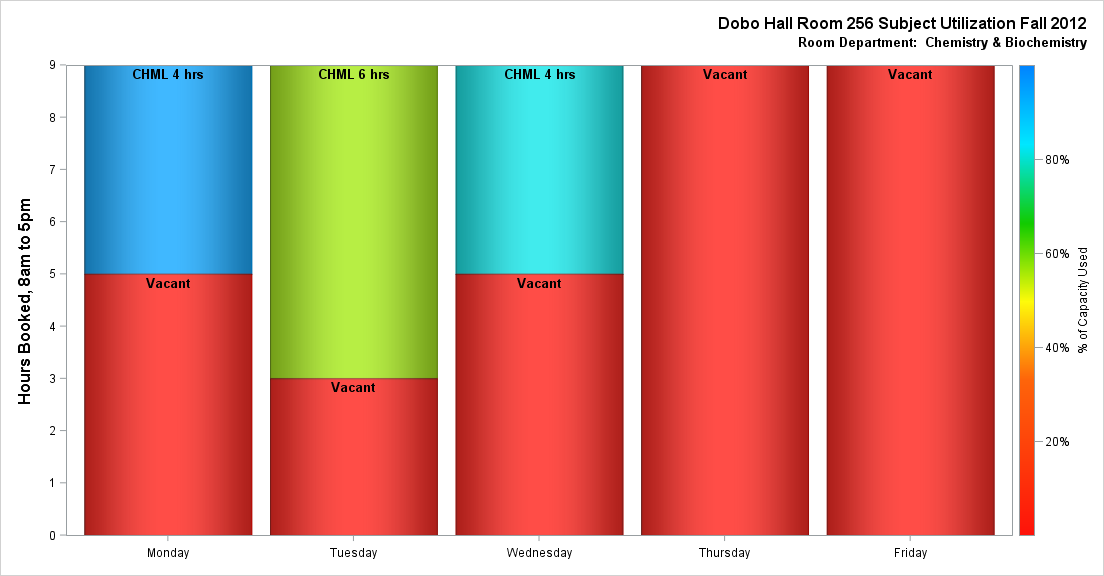 Dobo Hall Room 256 Subject Utilization Fall 2012
Room Department:  Chemistry & Biochemistry
Hours Booked, 8am to 5pm
9
8
7
6
5
4
3
2
1
0
CHML 4 hrs
Vacant
CHML 6 hrs
Vacant
CHML 4 hrs
Vacant
Vacant
Vacant
Monday
Tuesday
Wednesday
Thursday
Friday
80%
60%
40%
20%
% of Capacity Used